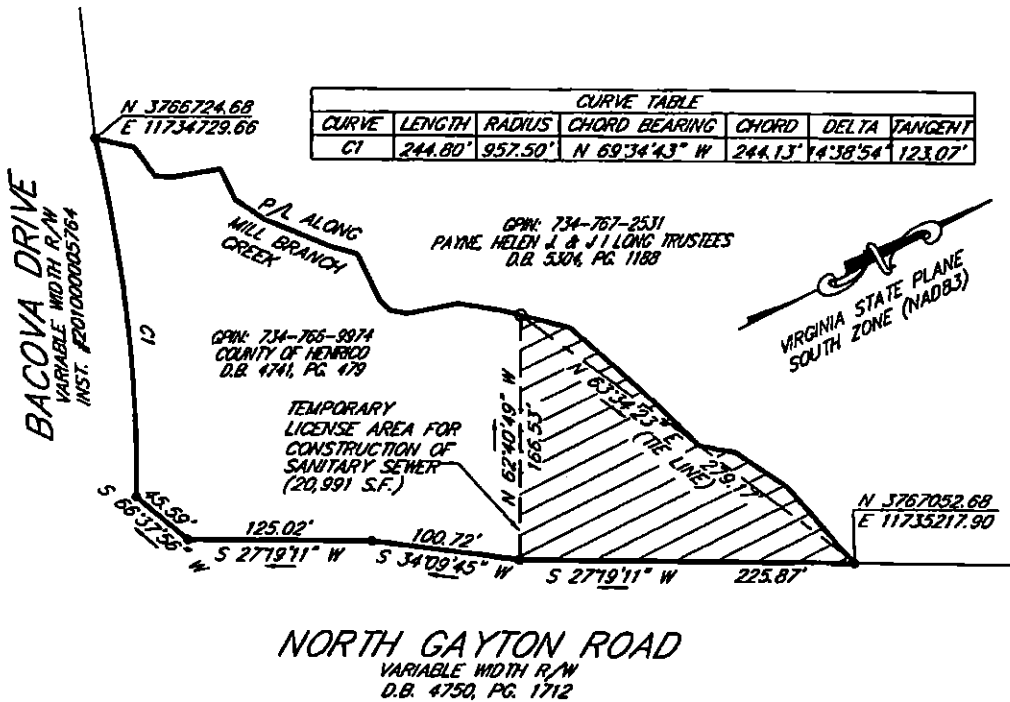 N 3766724.68
E 11734729.66
CURVE TABLE
CURVE LENGTH RADIUS CHORD BEARING CHORD DELTA TANGENT
C1 244.80' 957.50' N 69°34'43" W 244.13' 14°38'54" 123.07'
BACOVA DRIVE
VARIABLE WIDTH R/W
INST. #201000005764
P/L ALONG
MILL BRANCH
CREEK
GPIN: 734-767-2531
PAYNE, HELEN J. & J I LONG TRUSTEES
D.B. 5304, PG. 1188
VIRGINIA STATE PLANE
SOUTH ZONE (NAD83)
C1
GPIN: 734-766-9974
COUNTY OF HENRICO
D.B. 4741, PG. 479
TEMPORARY
LICENSE AREA FOR
CONSTRUCTION OF
SANITARY SEWER
(20,991 S.F.)
N 62°40'49" W
166.53'
N 63°34'23" E
(TIE LINE)
279.17'
N 3767052.68
E 11735217.90
45.59'
S 66°37'56" W
125.02'
S 27°19'11" W
100.72'
S 34°09'45" W
S 27°19'11" W
225.87'
NORTH GAYTON ROAD
VARIABLE WIDTH R/W
D.B. 4750, PG. 1712